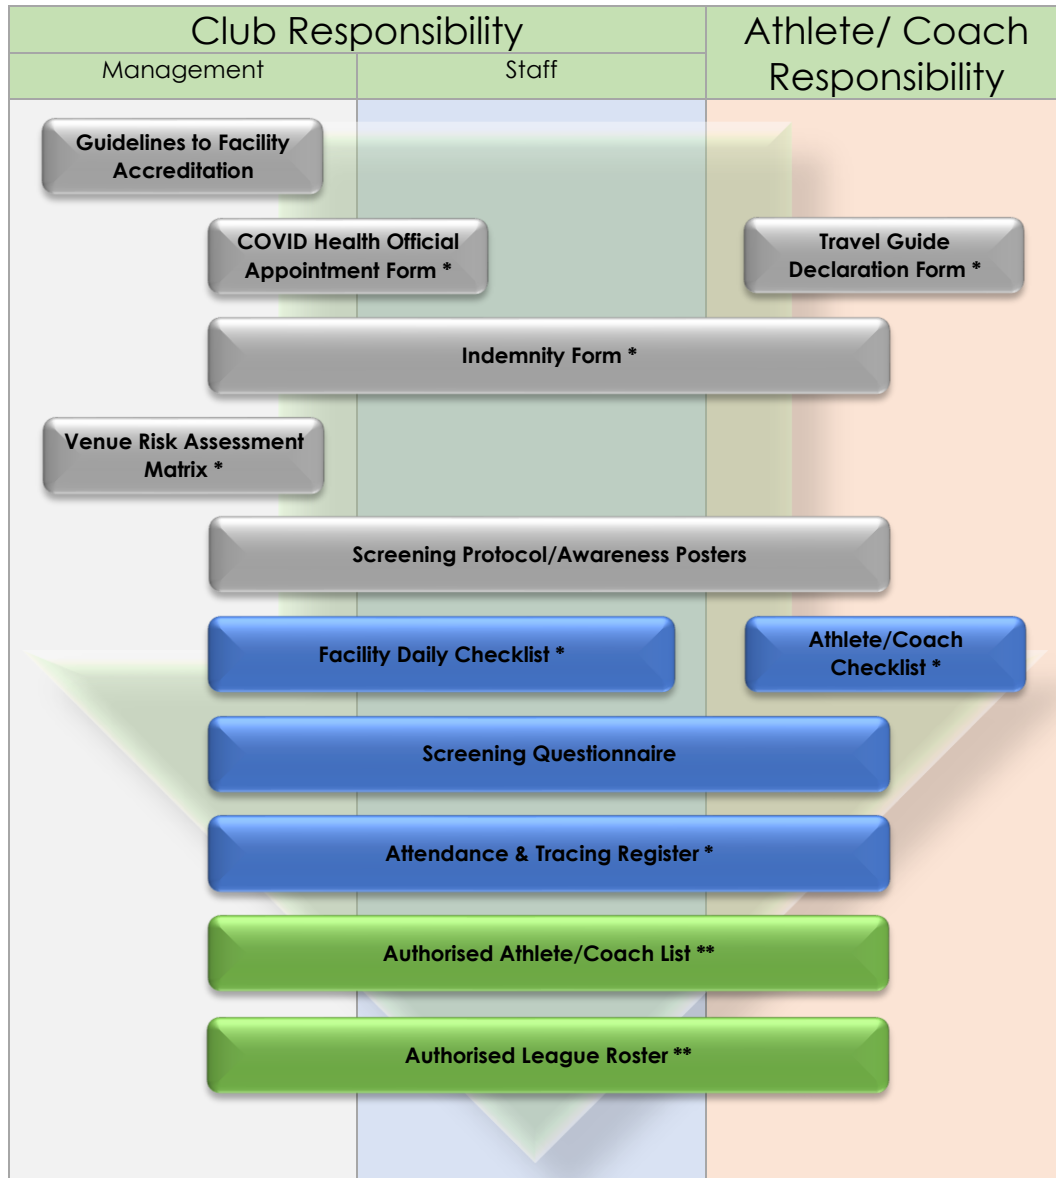 Club Responsibility
Athlete/ Coach
Responsibility
Management
Staff
Guidelines to Facility
Accreditation
COVID Health Official
Appointment Form *
Travel Guide
Declaration Form *
Indemnity Form *
Venue Risk Assessment
Matrix *
Screening Protocol/Awareness Posters
Facility Daily Checklist *
Athlete/Coach
Checklist *
Screening Questionnaire
Attendance & Tracing Register *
Authorised Athlete/Coach List **
Authorised League Roster **